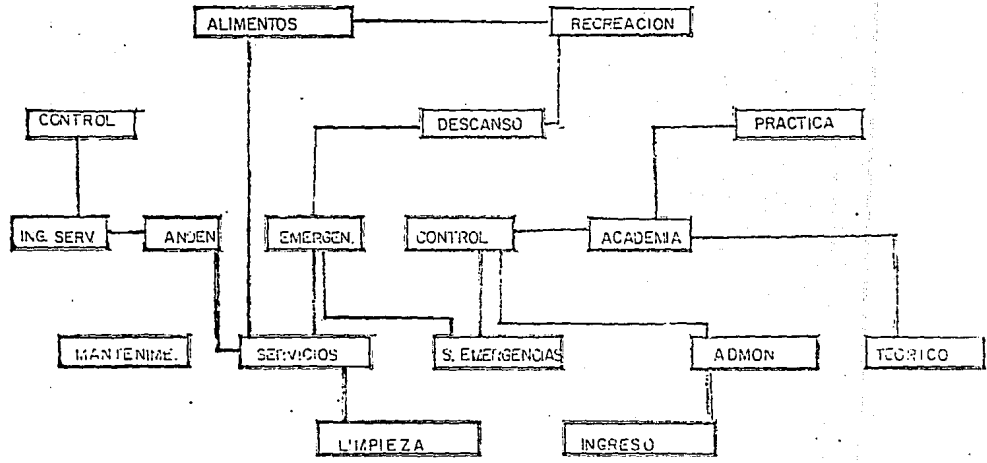 ALIMENTOS
RECREACION
CONTROL
DESCANSO
PRACTICA
ING. SERV
ANDEN
EMERGEN.
CONTROL
ACADEMIA
MANTENIME.
SERVICIOS
S. EMERGENCIAS
ADMON
TEORICO
LIMPIEZA
INGRESO